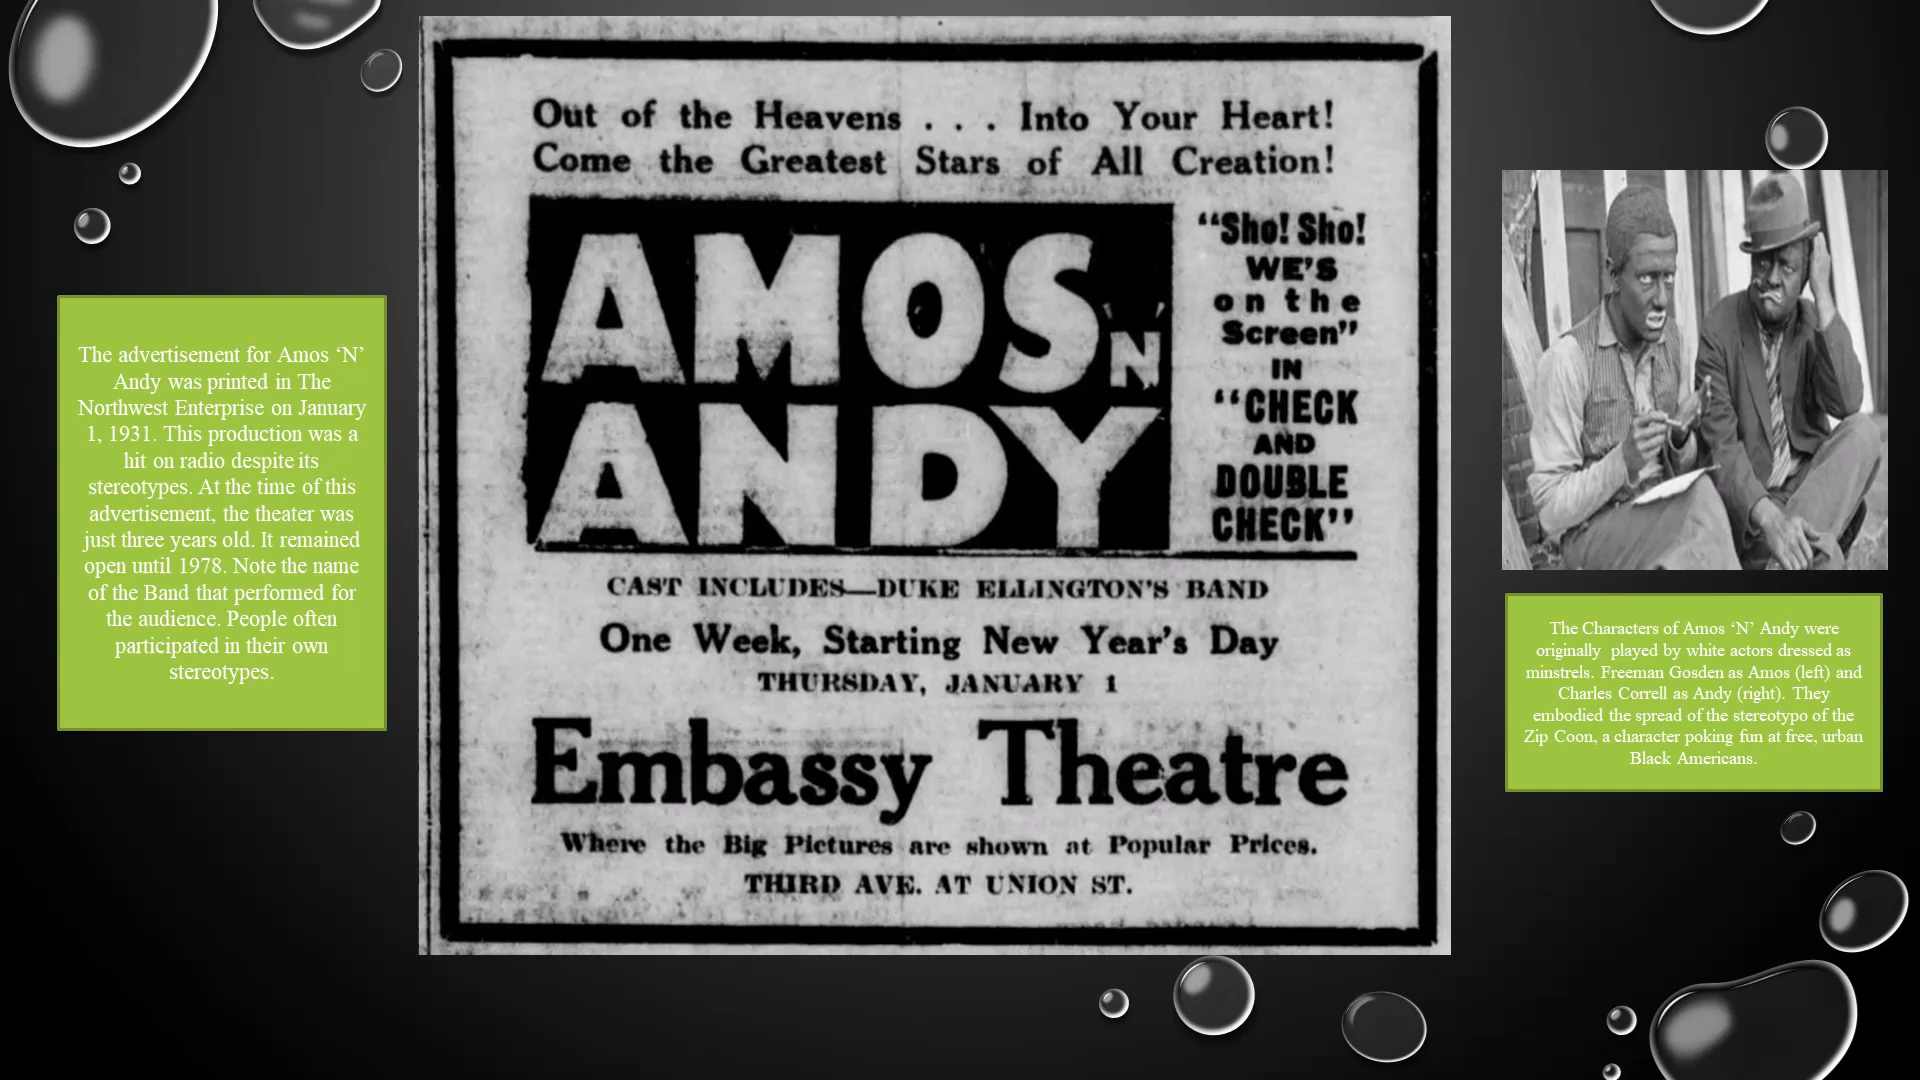 The advertisement for Amos ‘N’
Andy was printed in The
Northwest Enterprise on January
1, 1931. This production was a
hit on radio despite its
stereotypes. At the time of this
advertisement, the theater was
just three years old. It remained
open until 1978. Note the name
of the Band that performed for
the audience. People often
participated in their own
stereotypes.
Out of the Heavens . . . Into Your Heart!
Come the Greatest Stars of All Creation!
AMOS 'N'
ANDY
“Sho! Sho!
WE'S
on the
Screen”
IN
“CHECK
AND
DOUBLE
CHECK”
CAST INCLUDES—DUKE ELLINGTON'S BAND
One Week, Starting New Year's Day
THURSDAY, JANUARY 1
Embassy Theatre
Where the Big Pictures are shown at Popular Prices.
THIRD AVE. AT UNION ST.
The Characters of Amos ‘N’ Andy were
originally played by white actors dressed as
minstrels. Freeman Gosden as Amos (left) and
Charles Correll as Andy (right). They
embodied the spread of the stereotypo of the
Zip Coon, a character poking fun at free, urban
Black Americans.